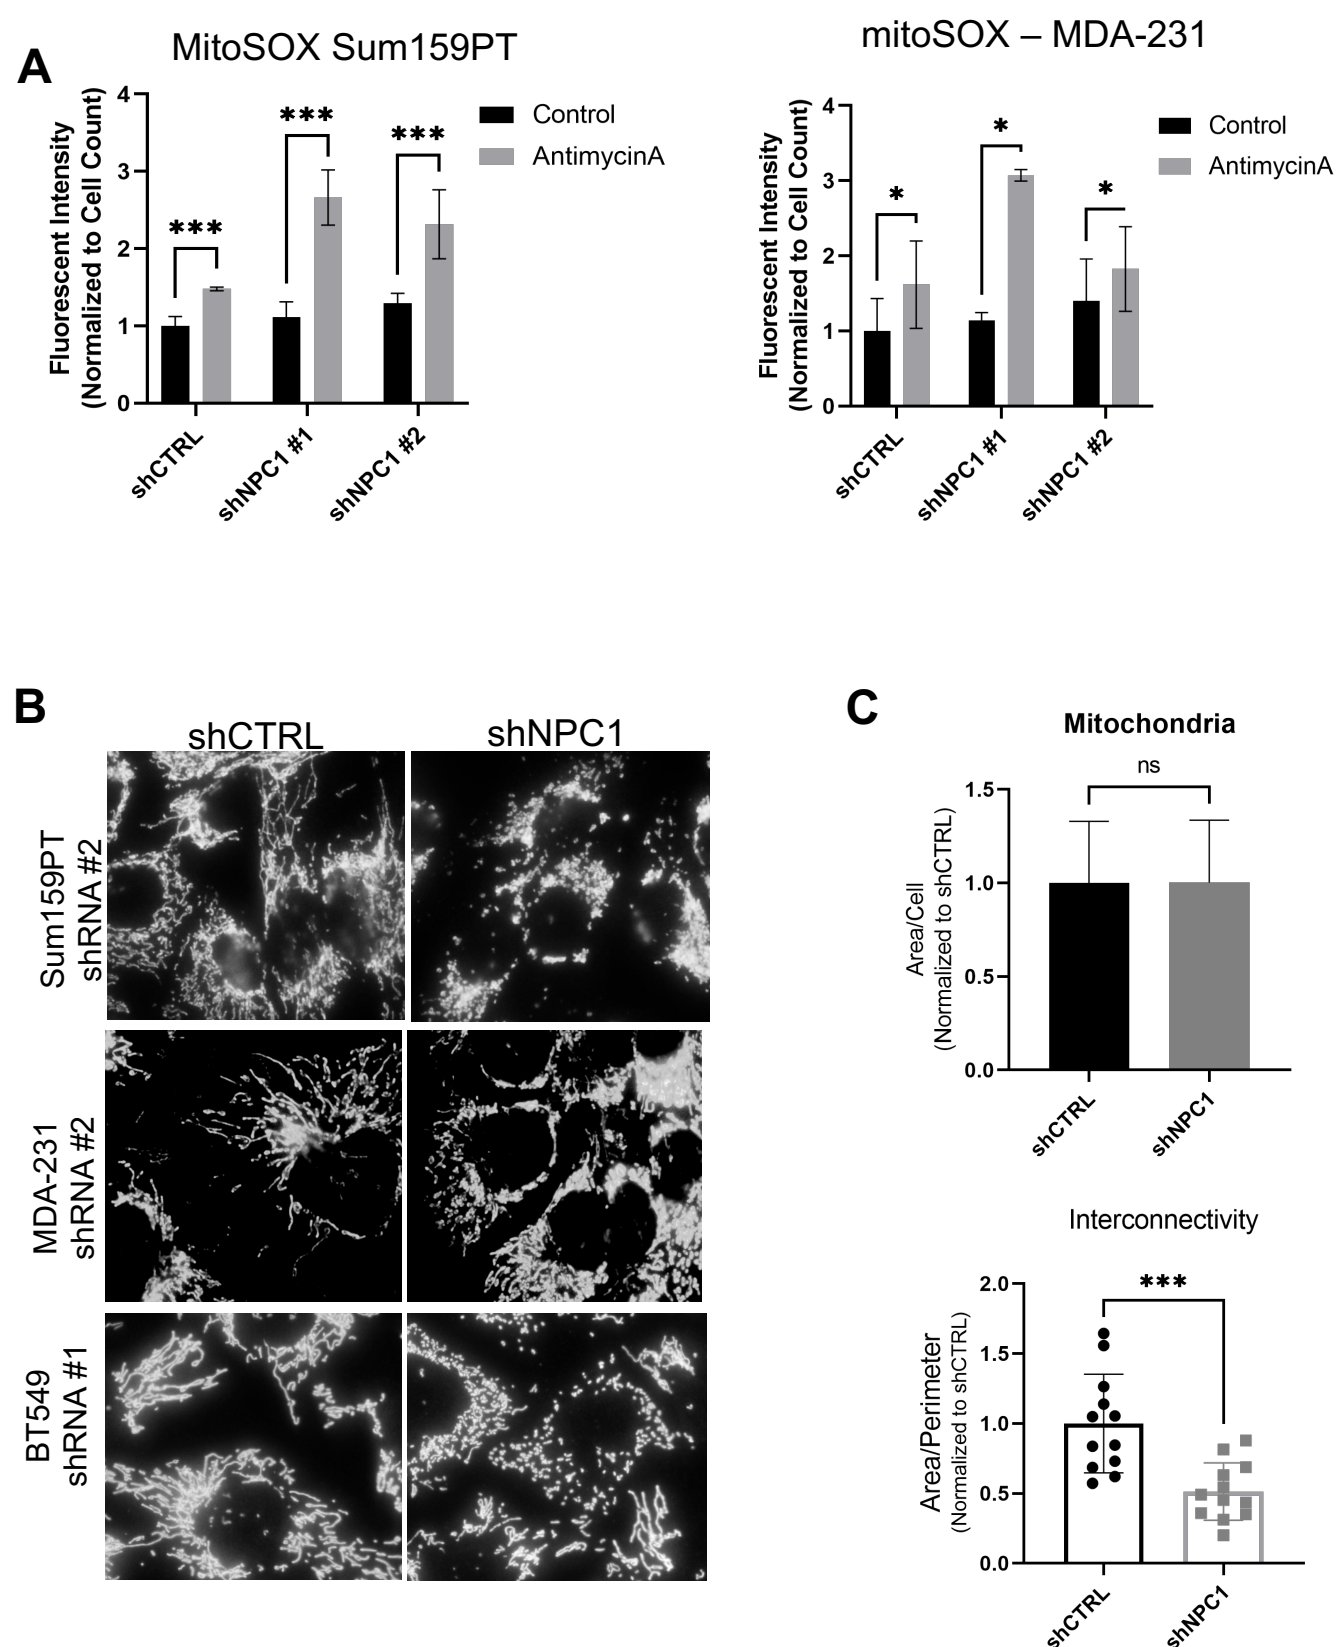 A
MitoSOX Sum159PT
Fluorescent Intensity
(Normalized to Cell Count)
4
3
2
1
0
***
***
***
Control
AntimycinA
shCTRL
shNPC1 #1
shNPC1 #2
mitoSOX – MDA-231
Fluorescent Intensity
(Normalized to Cell Count)
4
3
2
1
0
*
*
*
Control
AntimycinA
shCTRL
shNPC1 #1
shNPC1 #2
B
shCTRL
shNPC1
Sum159PT
shRNA #2
MDA-231
shRNA #2
BT549
shRNA #1
C
Mitochondria
ns
Area/Cell
(Normalized to shCTRL)
1.5
1.0
0.5
0.0
shCTRL
shNPC1
Interconnectivity
***
Area/Perimeter
(Normalized to shCTRL)
2.0
1.5
1.0
0.5
0.0
shCTRL
shNPC1